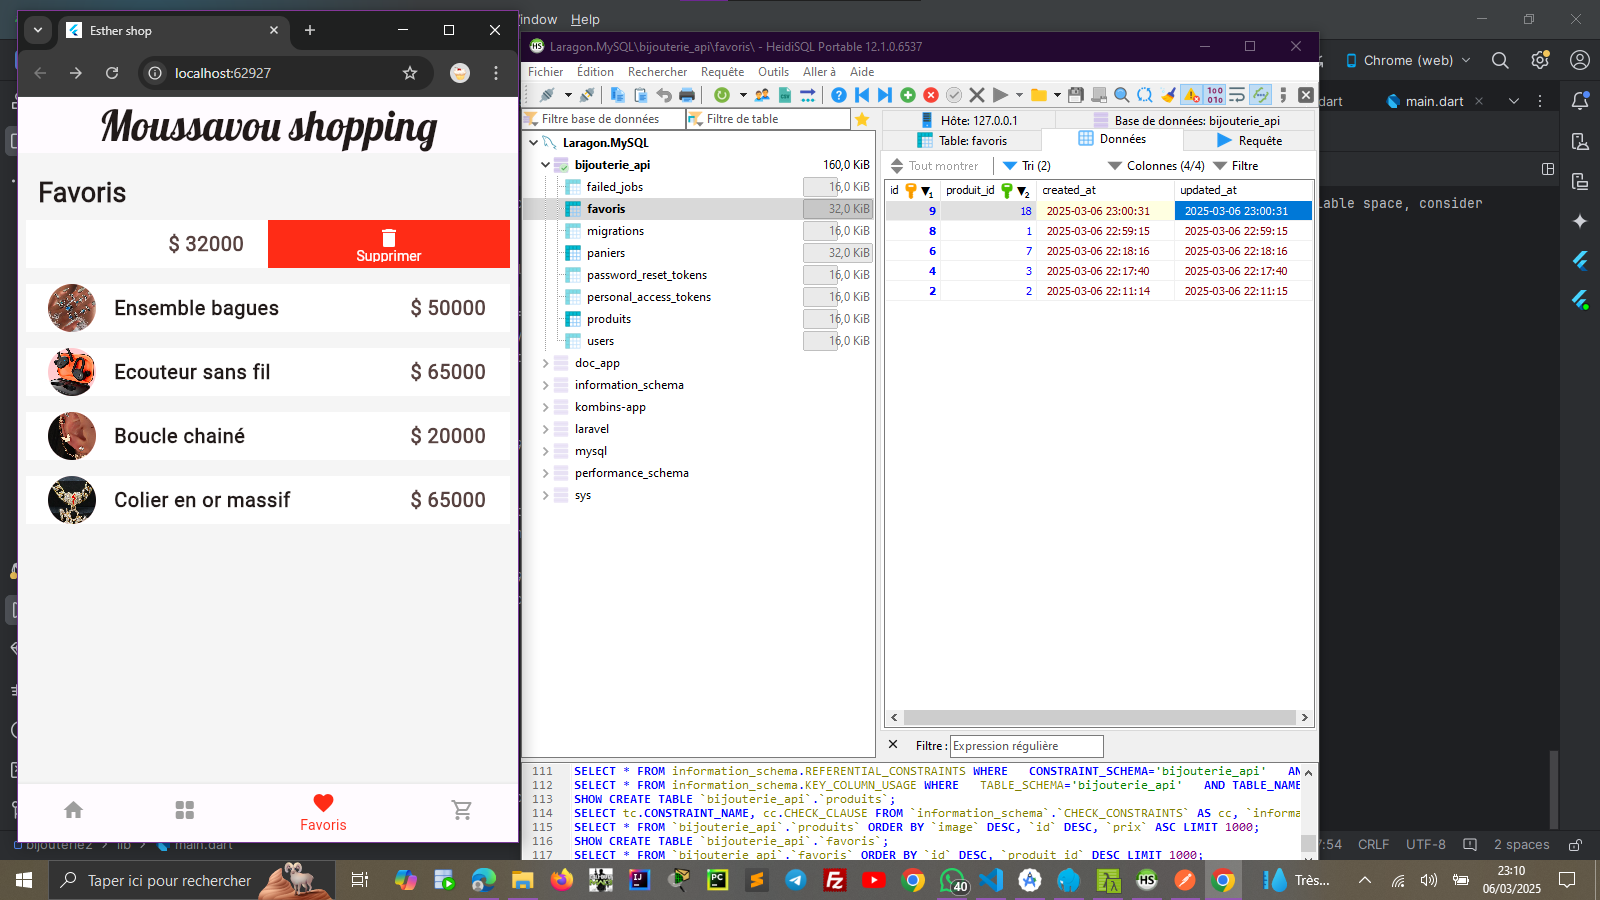 Esther shop
localhost:62927
Moussavou shopping
Favoris
$ 32000
Supprimer
Ensemble bagues
$ 50000
Ecouteur sans fil
$ 65000
Boucle chainé
$ 20000
Colier en or massif
$ 65000
Favoris
Window Help
Laragon.MySQL\bijouterie_api\favoris\ - HeidiSQL Portable 12.1.0.6537
Fichier Édition Rechercher Requête Outils Aller à Aide
Filtre base de données
Filtre de table
Laragon.MySQL
bijouterie_api 160,0 KiB
failed_jobs 16,0 KiB
favoris 32,0 KiB
migrations 16,0 KiB
paniers 32,0 KiB
password_reset_tokens 16,0 KiB
personal_access_tokens 16,0 KiB
produits 16,0 KiB
users 16,0 KiB
doc_app
information_schema
kombins-app
laravel
mysql
performance_schema
sys
Hôte: 127.0.0.1
Base de données: bijouterie_api
Table: favoris
Données
Requête
Tout montrer
Tri (2)
Colonnes (4/4)
Filtre
id produit_id created_at updated_at
9 18 2025-03-06 23:00:31 2025-03-06 23:00:31
8 1 2025-03-06 22:59:15 2025-03-06 22:59:15
6 7 2025-03-06 22:18:16 2025-03-06 22:18:16
4 3 2025-03-06 22:17:40 2025-03-06 22:17:40
2 2 2025-03-06 22:11:14 2025-03-06 22:11:15
Filtre : Expression régulière
111 SELECT * FROM information_schema.REFERENTIAL_CONSTRAINTS WHERE CONSTRAINT_SCHEMA='bijouterie_api' AN
112 SELECT * FROM information_schema.KEY_COLUMN_USAGE WHERE TABLE_SCHEMA='bijouterie_api' AND TABLE_NAME
113 SHOW CREATE TABLE `bijouterie_api`.`produits`;
114 SELECT tc.CONSTRAINT_NAME, cc.CHECK_CLAUSE FROM `information_schema`.`CHECK_CONSTRAINTS` AS cc, `informa
115 SELECT * FROM `bijouterie_api`.`produits` ORDER BY `image` DESC, `id` DESC, `prix` ASC LIMIT 1000;
116 SHOW CREATE TABLE `bijouterie_api`.`favoris`;
117 SELECT * FROM `bijouterie_api`.`favoris` ORDER BY `id` DESC, `produit_id` DESC LIMIT 1000;
Chrome (web)
dart
main.dart
lable space, consider
bijouterie2 > lib > main.dart
7:54 CRLF UTF-8 2 spaces
Taper ici pour rechercher
40
Très...
23:10
06/03/2025